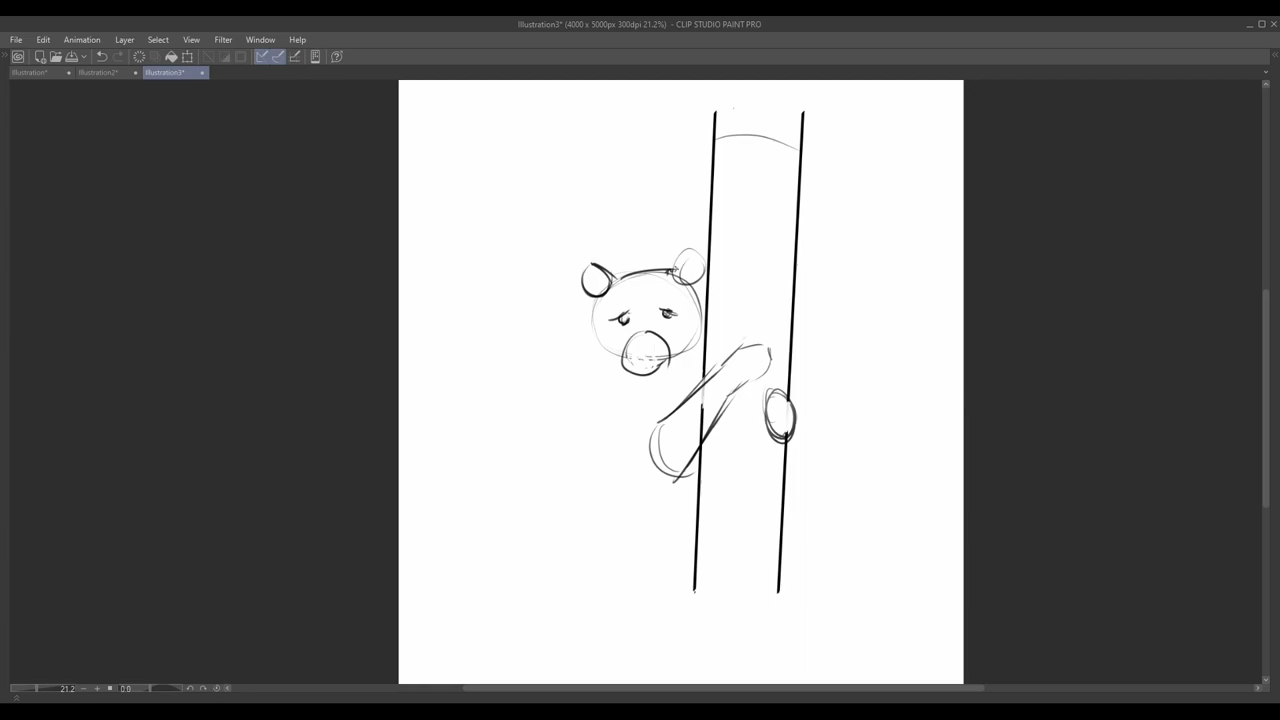 Illustration3* (4000 x 5000px 300dpi 21.2%) - CLIP STUDIO PAINT PRO
File Edit Animation Layer Select View Filter Window Help
Illustration* Illustration2* Illustration3*
21.2 0.0